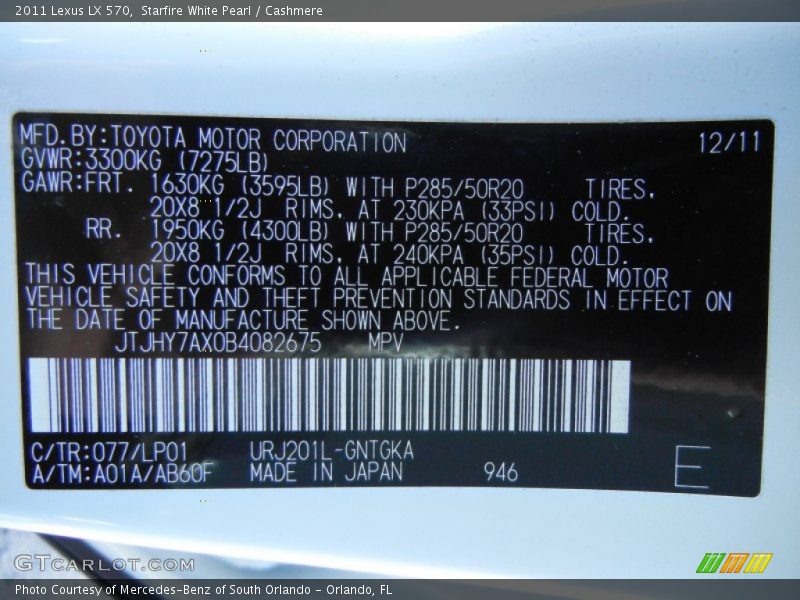 2011 Lexus LX 570, Starfire White Pearl / Cashmere
MFD.BY:TOYOTA MOTOR CORPORATION 12/11
GVWR:3300KG (7275LB)
GAWR:FRT. 1630KG (3595LB) WITH P285/50R20 TIRES,
20X8 1/2J RIMS, AT 230KPA (33PSI) COLD.
RR. 1950KG (4300LB) WITH P285/50R20 TIRES,
20X8 1/2J RIMS, AT 240KPA (35PSI) COLD.
THIS VEHICLE CONFORMS TO ALL APPLICABLE FEDERAL MOTOR
VEHICLE SAFETY AND THEFT PREVENTION STANDARDS IN EFFECT ON
THE DATE OF MANUFACTURE SHOWN ABOVE.
JTJHY7AX0B4082675 MPV
C/TR:077/LP01 URJ201L-GNTGKA
A/TM:A01A/AB60F MADE IN JAPAN 946 E
GTCARLOT.COM
Photo Courtesy of Mercedes-Benz of South Orlando - Orlando, FL